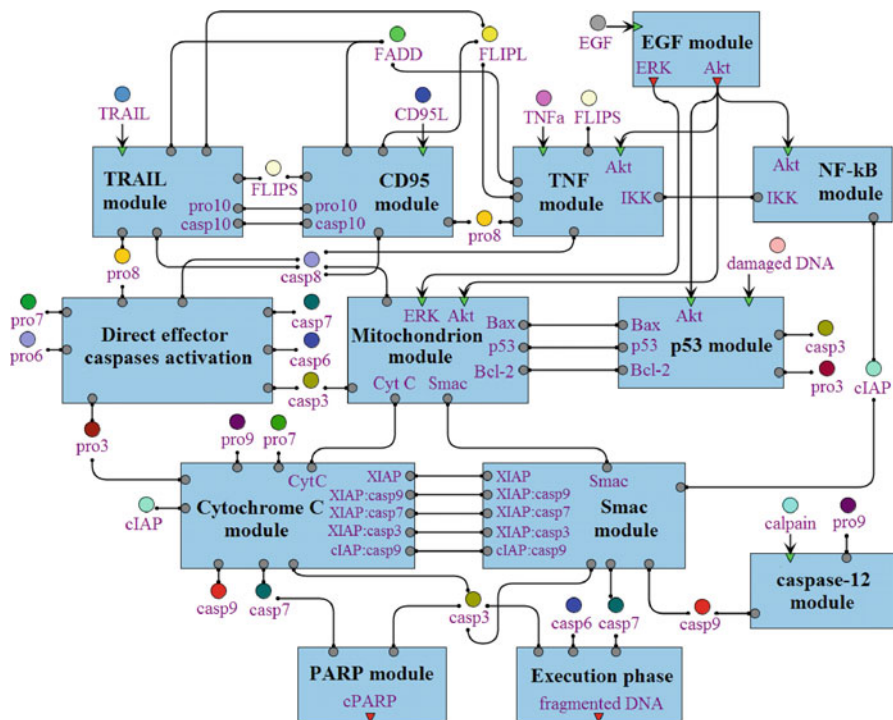 EGF
EGF module
ERK
Akt
FADD
FLIPL
TRAIL
CD95L
TNFa
FLIPS
TRAIL
module
pro10
casp10
FLIPS
CD95
module
pro10
casp10
pro8
Akt
TNF
module
IKK
Akt
NF-kB
module
IKK
pro8
casp8
damaged DNA
pro7
pro6
Direct effector
caspases activation
casp7
casp6
casp3
ERK
Akt
Mitochondrion
module
Bax
p53
Bcl-2
Cyt C
Smac
Akt
Bax
p53 module
p53
Bcl-2
casp3
pro3
cIAP
pro3
pro9
pro7
CytC
Cytochrome C
module
XIAP
XIAP:casp9
XIAP:casp7
XIAP:casp3
cIAP:casp9
cIAP
XIAP
XIAP:casp9
XIAP:casp7
XIAP:casp3
cIAP:casp9
Smac
Smac
module
calpain
pro9
caspase-12
module
casp9
casp7
casp3
casp6
casp7
casp9
PARP module
cPARP
Execution phase
fragmented DNA